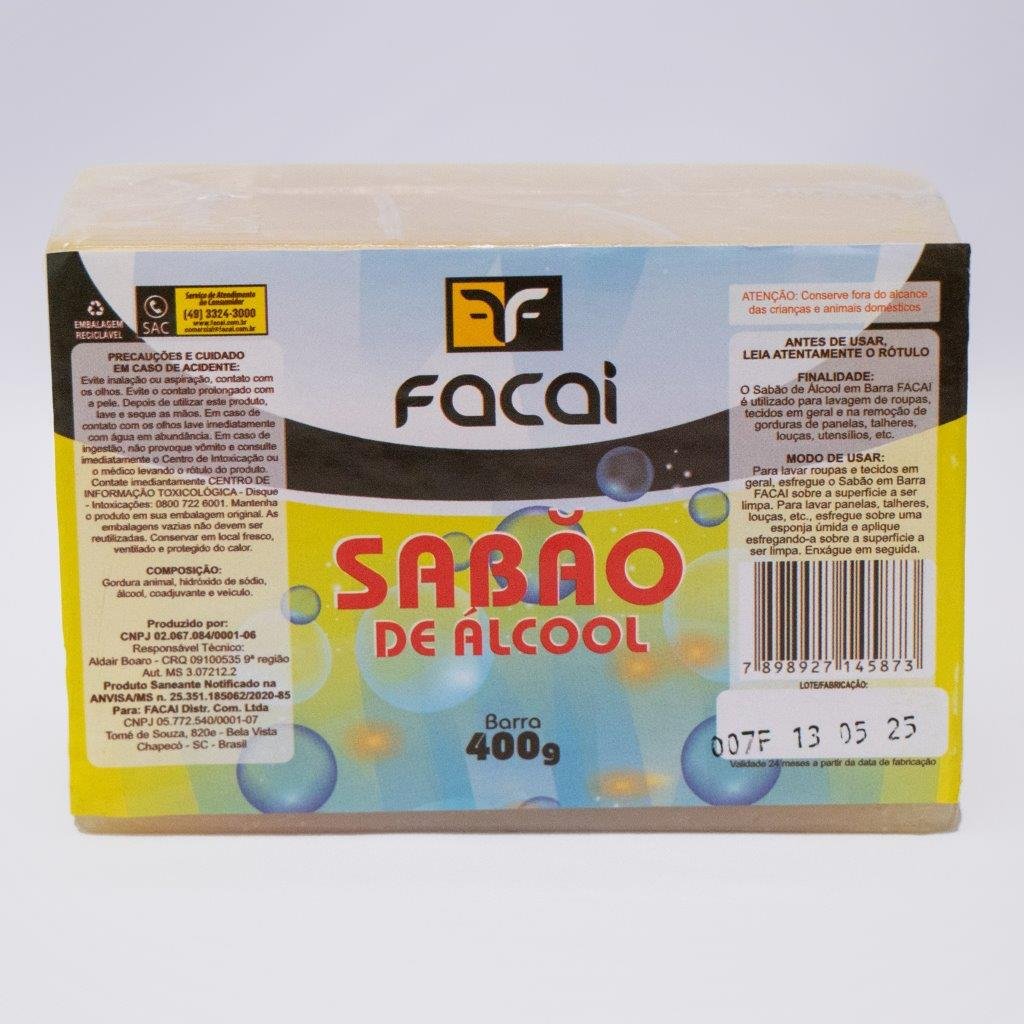 EMBALAGEM
RECICLÁVEL
SAC
Serviço de Atendimento
ao Consumidor
(49) 3324-3000
www.facai.com.br
comercial@facai.com.br
PRECAUÇÕES E CUIDADO
EM CASO DE ACIDENTE:
Evite inalação ou aspiração, contato com
os olhos. Evite o contato prolongado com
a pele. Depois de utilizar este produto,
lave e seque as mãos. Em caso de
contato com os olhos lave imediatamente
com água em abundância. Em caso de
ingestão, não provoque vômito e consulte
imediatamente o Centro de Intoxicação ou
o médico levando o rótulo do produto.
Contate imediantamente CENTRO DE
INFORMAÇÃO TOXICOLÓGICA - Disque
- Intoxicações: 0800 722 6001. Mantenha
o produto em sua embalagem original. As
embalagens vazias não devem ser
reutilizadas. Conservar em local fresco,
ventilado e protegido do calor.
COMPOSIÇÃO:
Gordura animal, hidróxido de sódio,
álcool, coadjuvante e veículo.
Produzido por:
CNPJ 02.067.084/0001-06
Responsável Técnico:
Aldair Boaro - CRQ 09100535 9ª região
Aut. MS 3.07212.2
Produto Saneante Notificado na
ANVISA/MS n. 25.351.185062/2020-85
Para: FACAI Distr. Com. Ltda
CNPJ 05.772.540/0001-07
Tomé de Souza, 820e - Bela Vista
Chapecó - SC - Brasil
FF
FACAI
SABÃO
DE ÁLCOOL
Barra
400g
ATENÇÃO: Conserve fora do alcance
das crianças e animais domésticos
ANTES DE USAR,
LEIA ATENTAMENTE O RÓTULO
FINALIDADE:
O Sabão de Álcool em Barra FACAI
é utilizado para lavagem de roupas,
tecidos em geral e na remoção de
gorduras de panelas, talheres,
louças, utensílios, etc.
MODO DE USAR:
Para lavar roupas e tecidos em
geral, esfregue o Sabão em Barra
FACAI sobre a superfície a ser
limpa. Para lavar panelas, talheres,
louças, etc., esfregue sobre uma
esponja úmida e aplique
esfregando-a sobre a superfície a
ser limpa. Enxágue em seguida.
7 898927 145873
LOTE/FABRICAÇÃO:
007F 13 05 25
Validade 24 meses a partir da data de fabricação